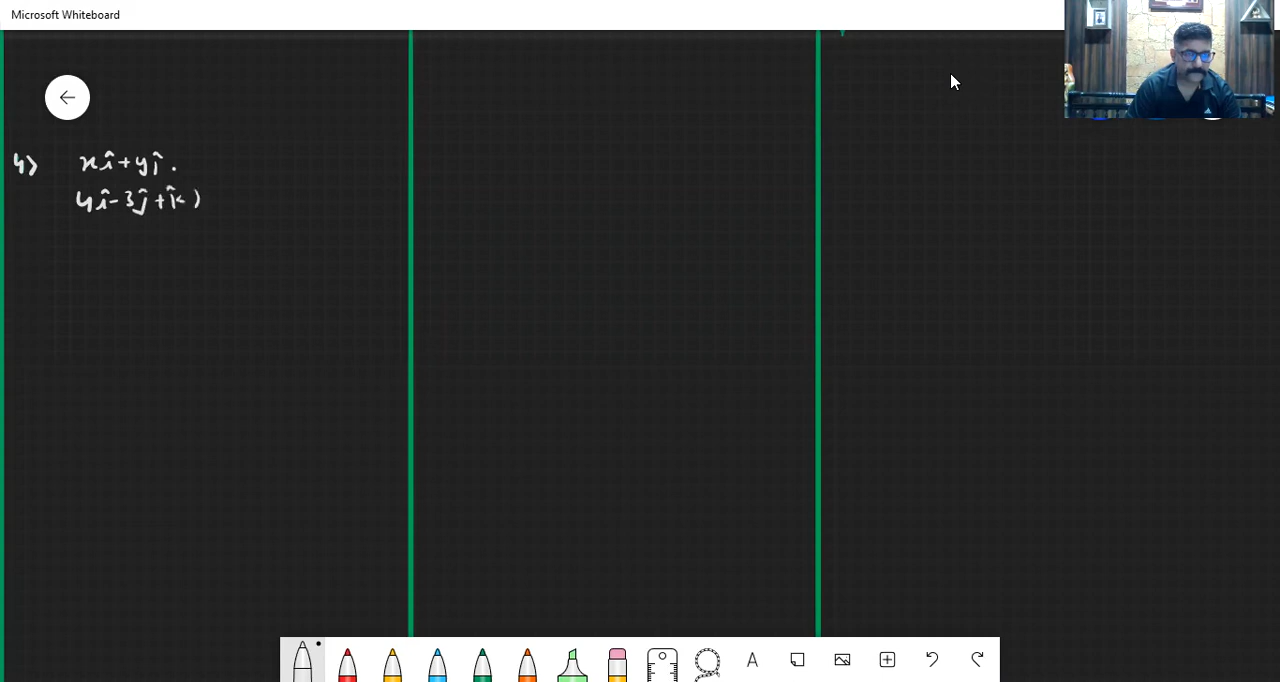 Microsoft Whiteboard
4) xî + yĵ .
4î - 3ĵ + k̂ )
A